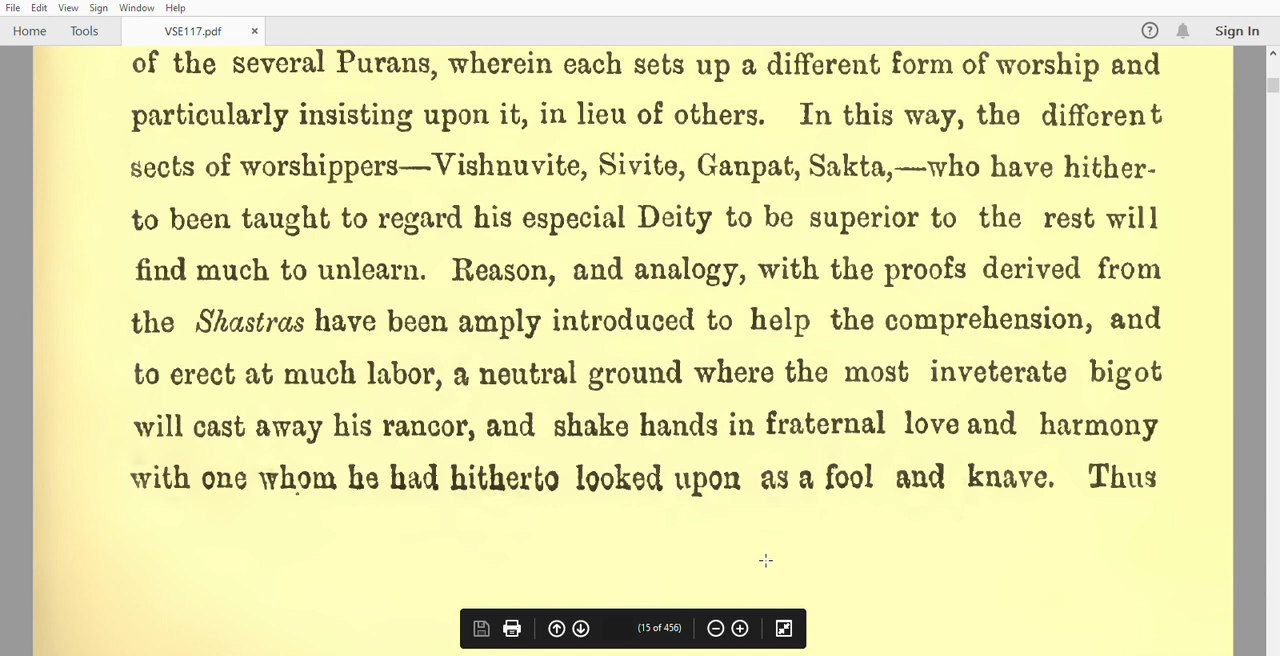 File Edit View Sign Window Help
Home Tools VSE117.pdf × ? Sign In
of the several Purans, wherein each sets up a different form of worship and
particularly insisting upon it, in lieu of others. In this way, the different
sects of worshippers—Vishnuvite, Sivite, Ganpat, Sakta,—who have hither-
to been taught to regard his especial Deity to be superior to the rest will
find much to unlearn. Reason, and analogy, with the proofs derived from
the Shastras have been amply introduced to help the comprehension, and
to erect at much labor, a neutral ground where the most inveterate bigot
will cast away his rancor, and shake hands in fraternal love and harmony
with one whom he had hitherto looked upon as a fool and knave. Thus
(15 of 456)